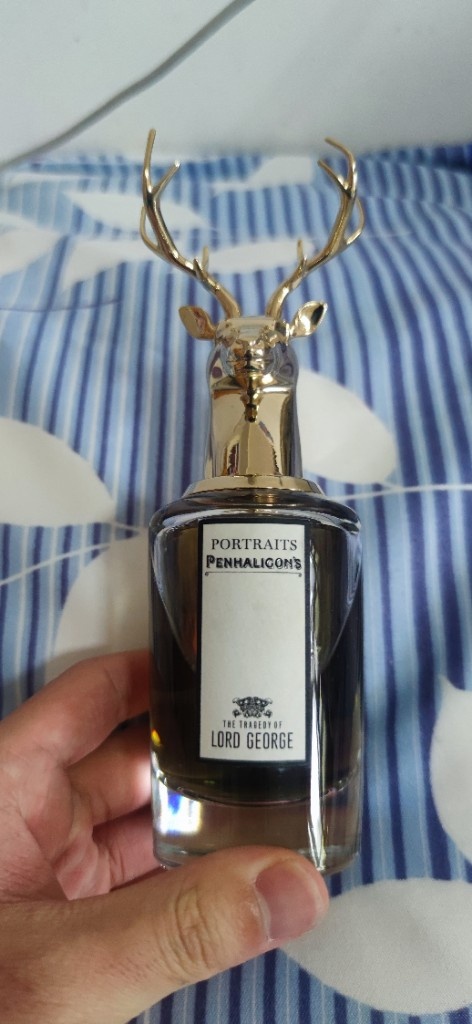 PORTRAITS
PENHALIGON'S
THE TRAGEDY OF
LORD GEORGE